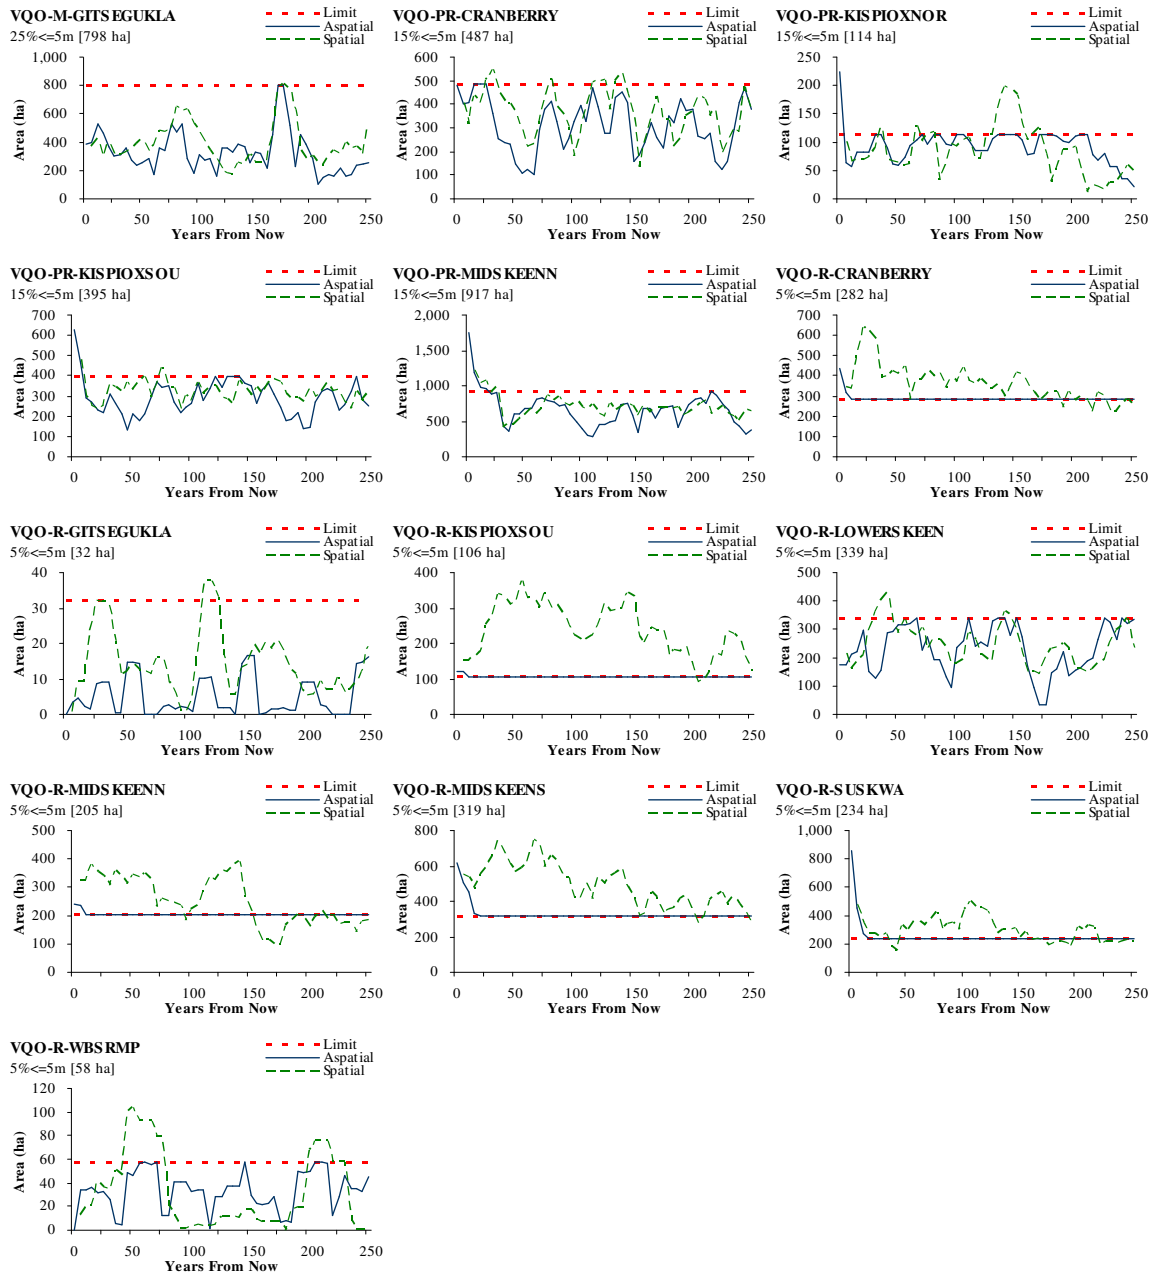 VQO-M-GITSEGUKLA
25%<=5m [798 ha]
Limit
Aspatial
Spatial
1,000
800
600
400
200
0
Area (ha)
0 50 100 150 200 250
Years From Now
VQO-PR-CRANBERRY
15%<=5m [487 ha]
Limit
Aspatial
Spatial
600
500
400
300
200
100
0
Area (ha)
0 50 100 150 200 250
Years From Now
VQO-PR-KISPIOXNOR
15%<=5m [114 ha]
Limit
Aspatial
Spatial
250
200
150
100
50
0
Area (ha)
0 50 100 150 200 250
Years From Now
VQO-PR-KISPIOXSOU
15%<=5m [395 ha]
Limit
Aspatial
Spatial
700
600
500
400
300
200
100
0
Area (ha)
0 50 100 150 200 250
Years From Now
VQO-PR-MIDSKEENN
15%<=5m [917 ha]
Limit
Aspatial
Spatial
2,000
1,500
1,000
500
0
Area (ha)
0 50 100 150 200 250
Years From Now
VQO-R-CRANBERRY
5%<=5m [282 ha]
Limit
Aspatial
Spatial
700
600
500
400
300
200
100
0
Area (ha)
0 50 100 150 200 250
Years From Now
VQO-R-GITSEGUKLA
5%<=5m [32 ha]
Limit
Aspatial
Spatial
40
30
20
10
0
Area (ha)
0 50 100 150 200 250
Years From Now
VQO-R-KISPIOXSOU
5%<=5m [106 ha]
Limit
Aspatial
Spatial
400
300
200
100
0
Area (ha)
0 50 100 150 200 250
Years From Now
VQO-R-LOWERSKEEN
5%<=5m [339 ha]
Limit
Aspatial
Spatial
500
400
300
200
100
0
Area (ha)
0 50 100 150 200 250
Years From Now
VQO-R-MIDSKEENN
5%<=5m [205 ha]
Limit
Aspatial
Spatial
500
400
300
200
100
0
Area (ha)
0 50 100 150 200 250
Years From Now
VQO-R-MIDSKEENS
5%<=5m [319 ha]
Limit
Aspatial
Spatial
800
600
400
200
0
Area (ha)
0 50 100 150 200 250
Years From Now
VQO-R-SUSKWA
5%<=5m [234 ha]
Limit
Aspatial
Spatial
1,000
800
600
400
200
0
Area (ha)
0 50 100 150 200 250
Years From Now
VQO-R-WBSRMP
5%<=5m [58 ha]
Limit
Aspatial
Spatial
120
100
80
60
40
20
0
Area (ha)
0 50 100 150 200 250
Years From Now